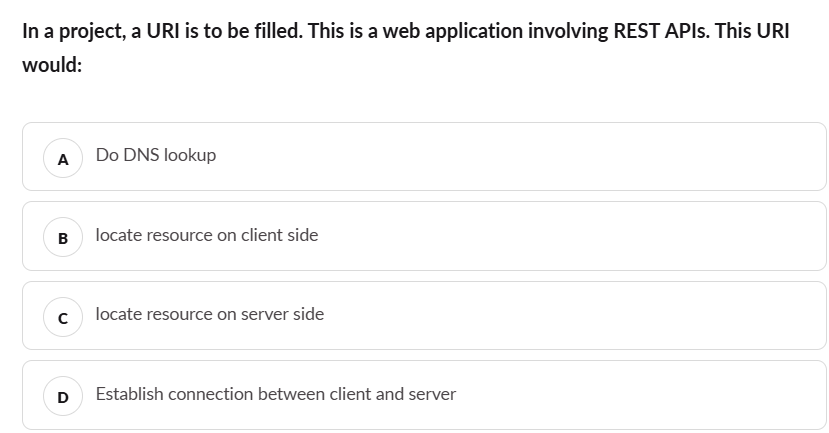 In a project, a URI is to be filled. This is a web application involving REST APIs. This URI
would:
A Do DNS lookup
B locate resource on client side
C locate resource on server side
D Establish connection between client and server